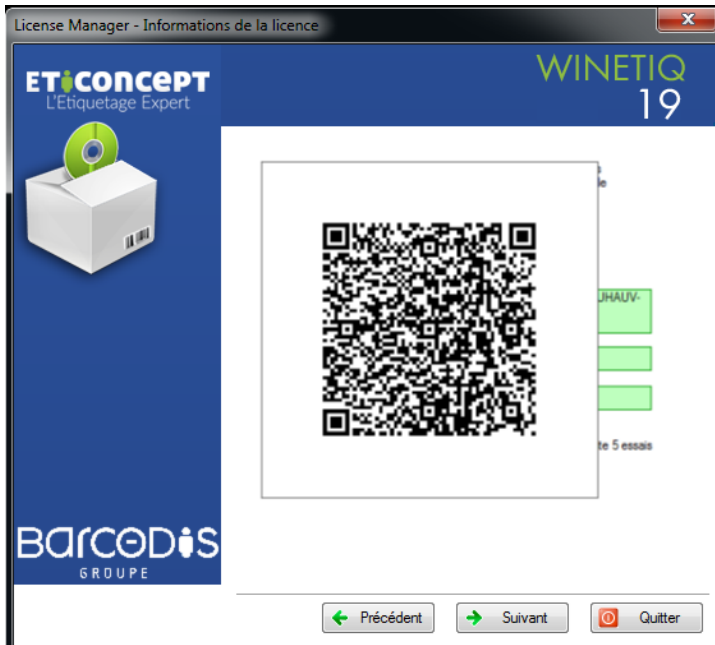 License Manager - Informations de la licence
ETiCONCEPT
L'Etiquetage Expert
WINETIQ
19
JHAUV-
te 5 essais
BarcoDiS
GROUPE
Précédent
Suivant
Quitter